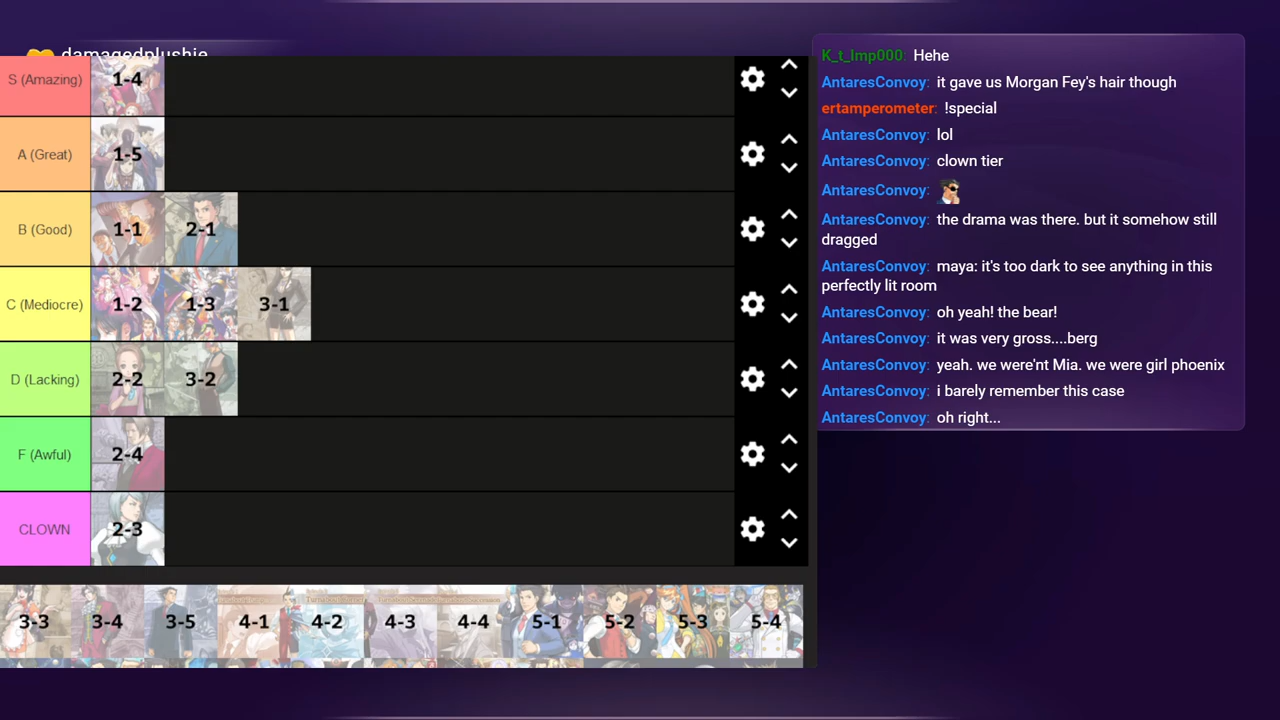 damagedplushie
S (Amazing) 1-4
A (Great) 1-5
B (Good) 1-1 2-1
C (Mediocre) 1-2 1-3 3-1
D (Lacking) 2-2 3-2
F (Awful) 2-4
CLOWN 2-3
3-3 3-4 3-5 4-1 4-2 4-3 4-4 5-1 5-2 5-3 5-4
K_t_Imp000: Hehe
AntaresConvoy: it gave us Morgan Fey's hair though
ertamperometer: !special
AntaresConvoy: lol
AntaresConvoy: clown tier
AntaresConvoy:
AntaresConvoy: the drama was there. but it somehow still
dragged
AntaresConvoy: maya: it's too dark to see anything in this
perfectly lit room
AntaresConvoy: oh yeah! the bear!
AntaresConvoy: it was very gross....berg
AntaresConvoy: yeah. we were'nt Mia. we were girl phoenix
AntaresConvoy: i barely remember this case
AntaresConvoy: oh right...